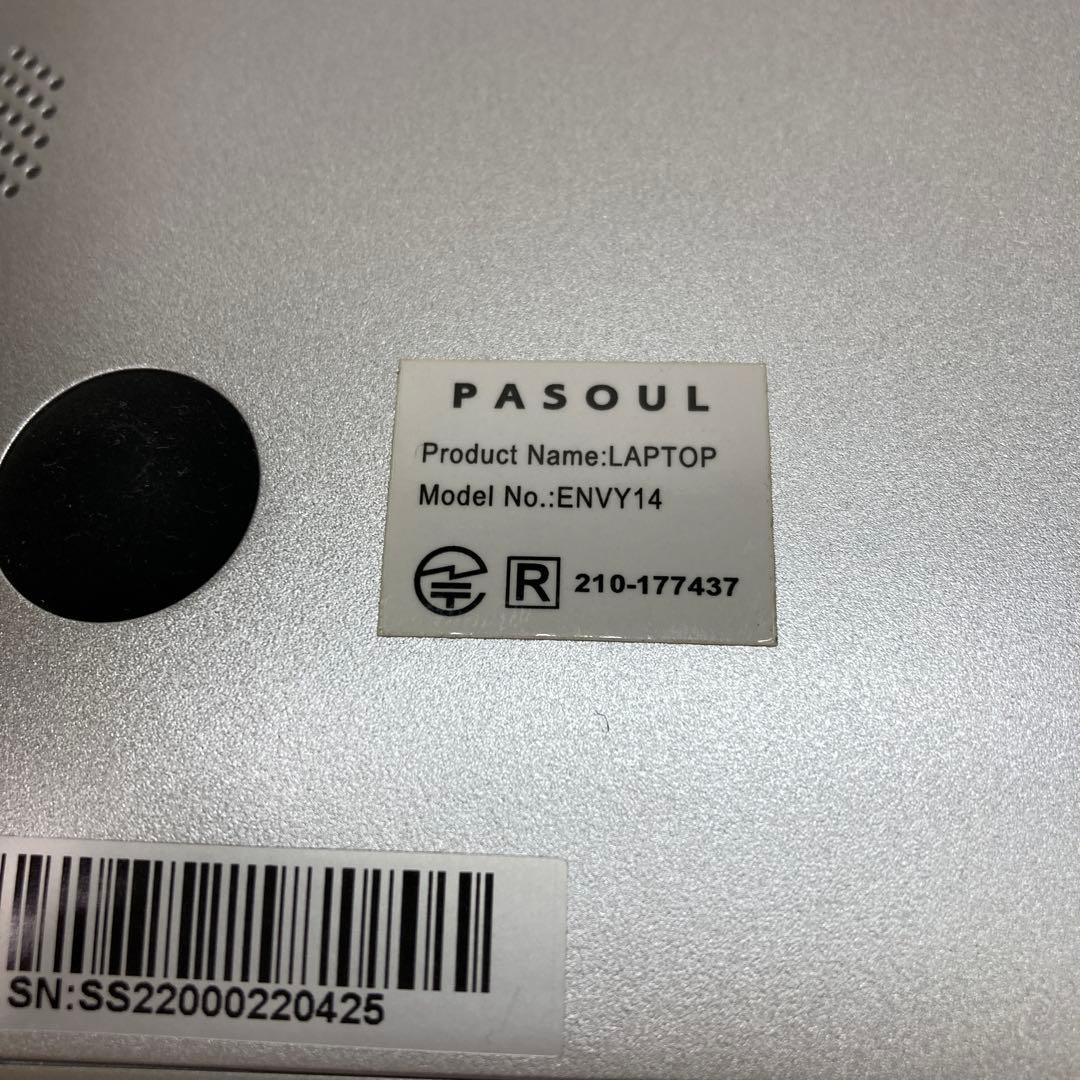 PASOUL
Product Name:LAPTOP
Model No.:ENVY14
R 210-177437
SN:SS22000220425